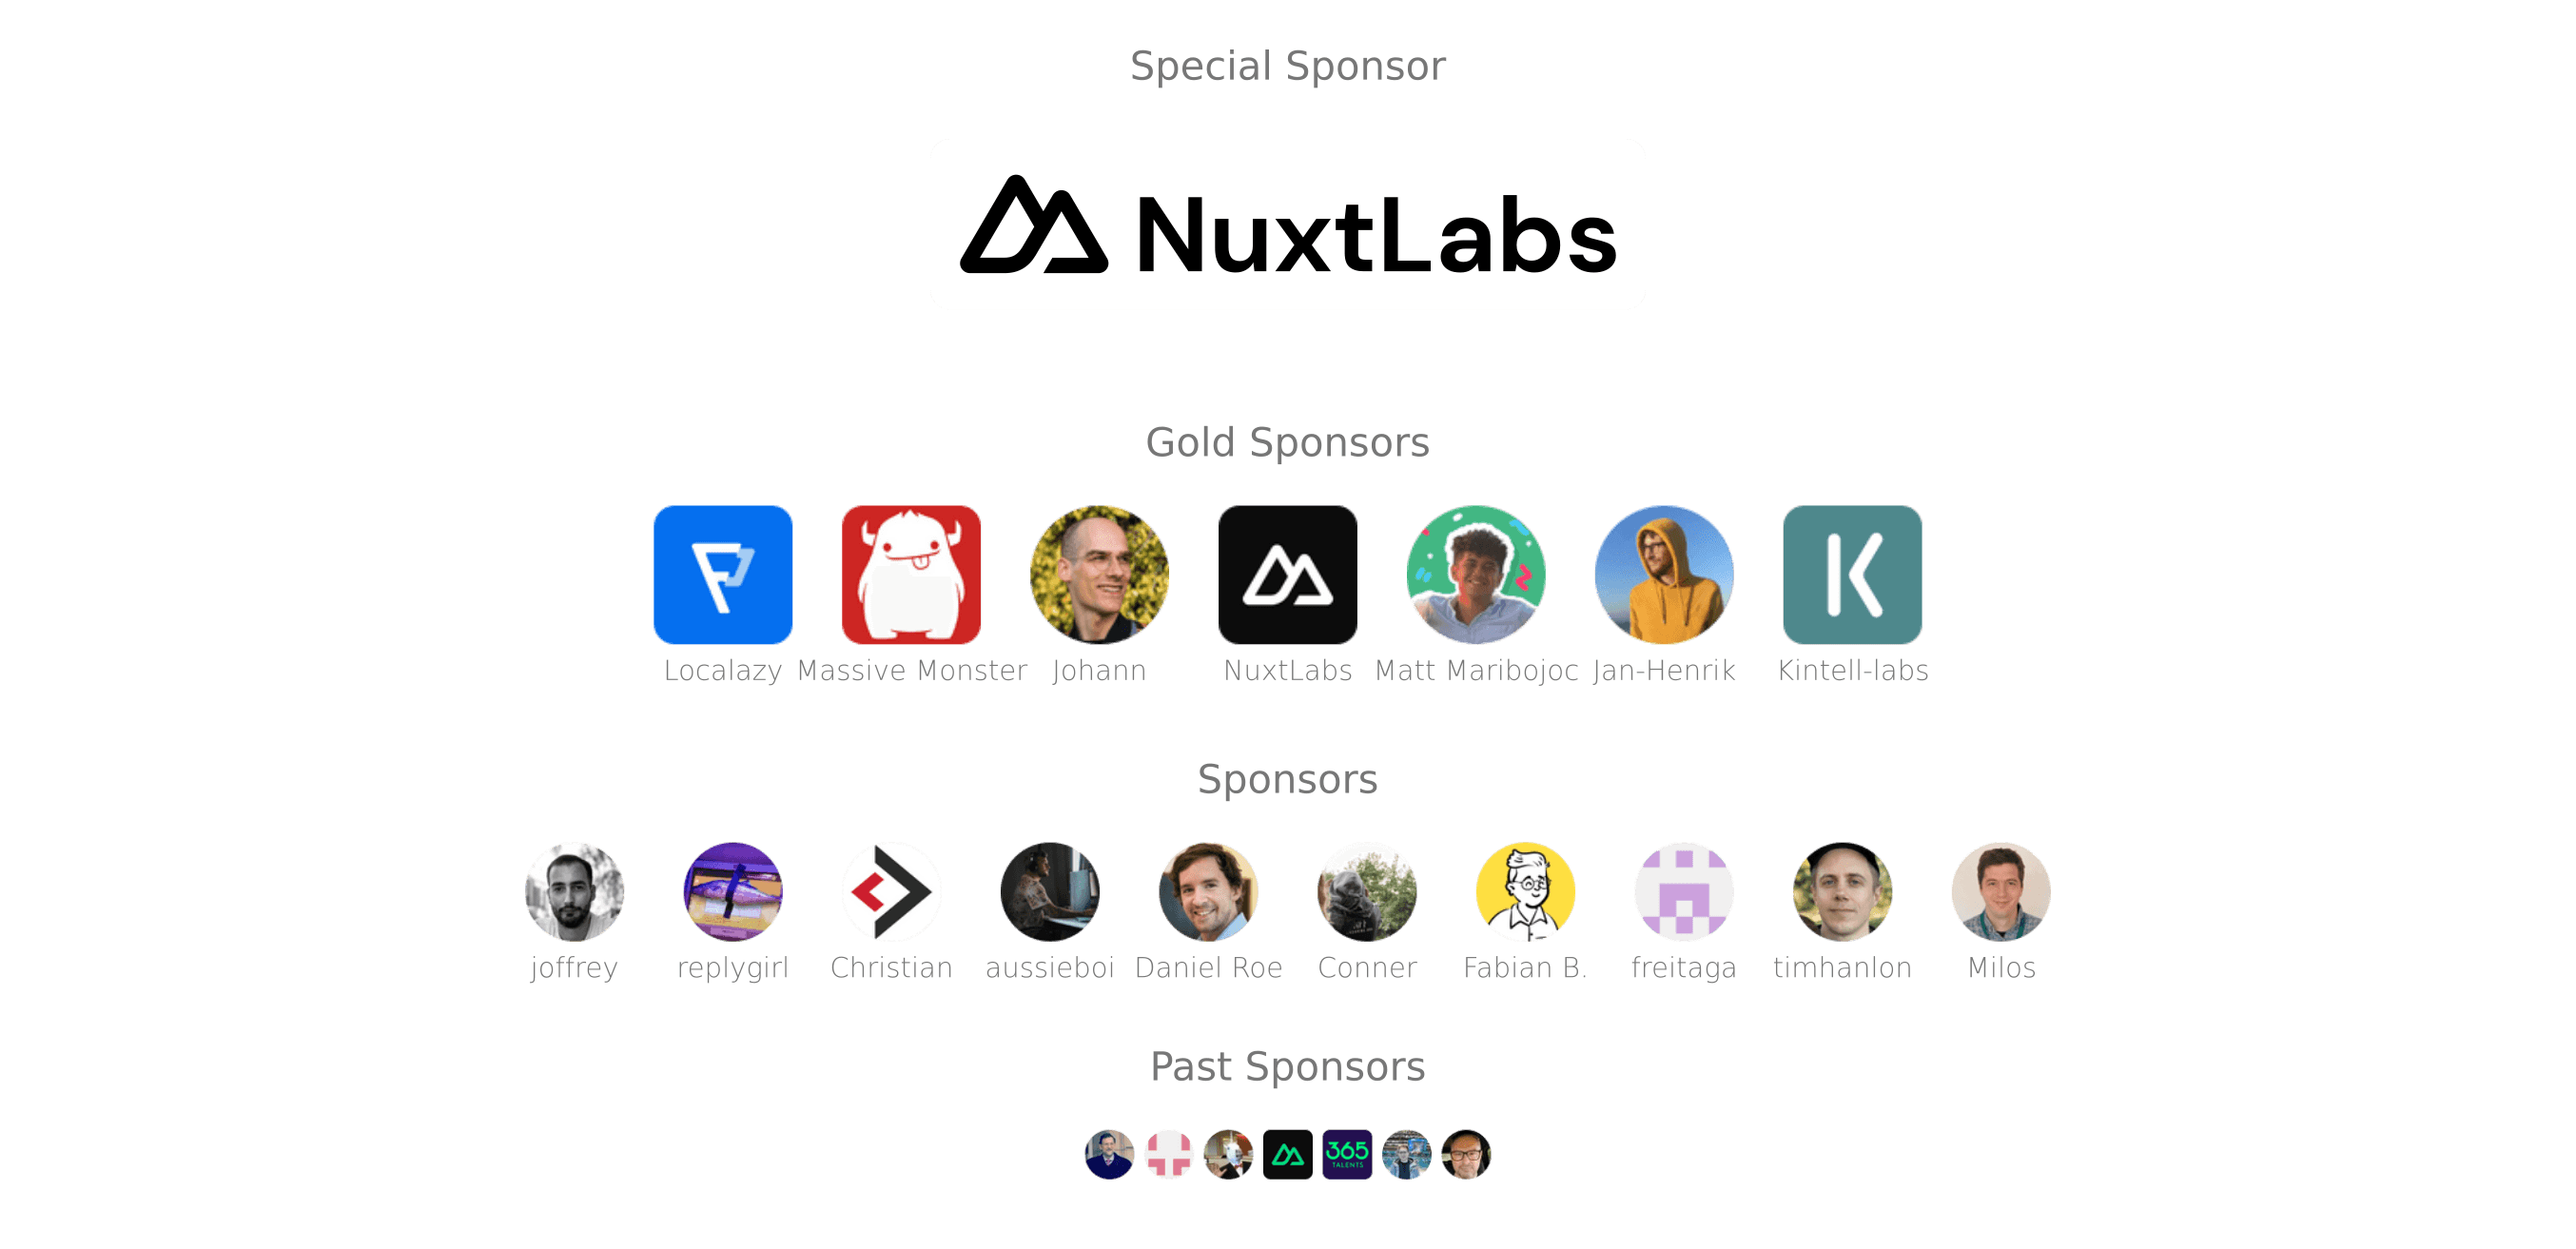 Special Sponsor
NuxtLabs
Gold Sponsors
Localazy Massive Monster Johann NuxtLabs Matt Maribojoc Jan-Henrik Kintell-labs
Sponsors
joffrey replygirl Christian aussieboi Daniel Roe Conner Fabian B. freitaga timhanlon Milos
Past Sponsors
365
TALENTS